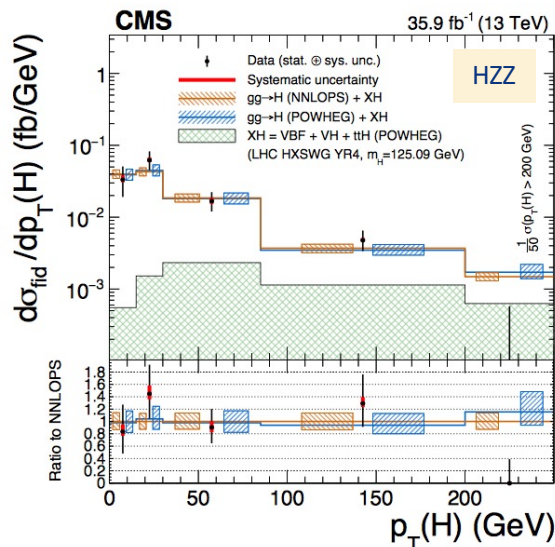 CMS 35.9 fb⁻¹ (13 TeV)
HZZ
Data (stat. ⊕ sys. unc.)
Systematic uncertainty
gg→H (NNLOPS) + XH
gg→H (POWHEG) + XH
XH = VBF + VH + ttH (POWHEG)
(LHC HXSWG YR4, m_H=125.09 GeV)
dσ_fid /dp_T(H) (fb/GeV)
1
10⁻¹
10⁻²
10⁻³
1/50 σ(p_T(H) > 200 GeV)
Ratio to NNLOPS
1.8
1.6
1.4
1.2
1
0.8
0.6
0.4
0.2
0
0 50 100 150 200
p_T(H) (GeV)